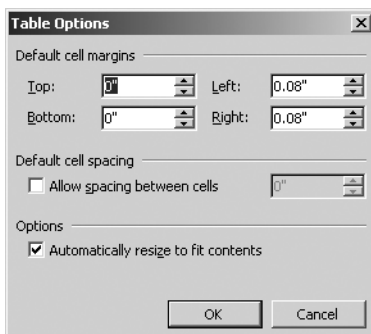 Table Options
Default cell margins
Top: 0" Left: 0.08"
Bottom: 0" Right: 0.08"
Default cell spacing
Allow spacing between cells 0"
Options
Automatically resize to fit contents
OK Cancel